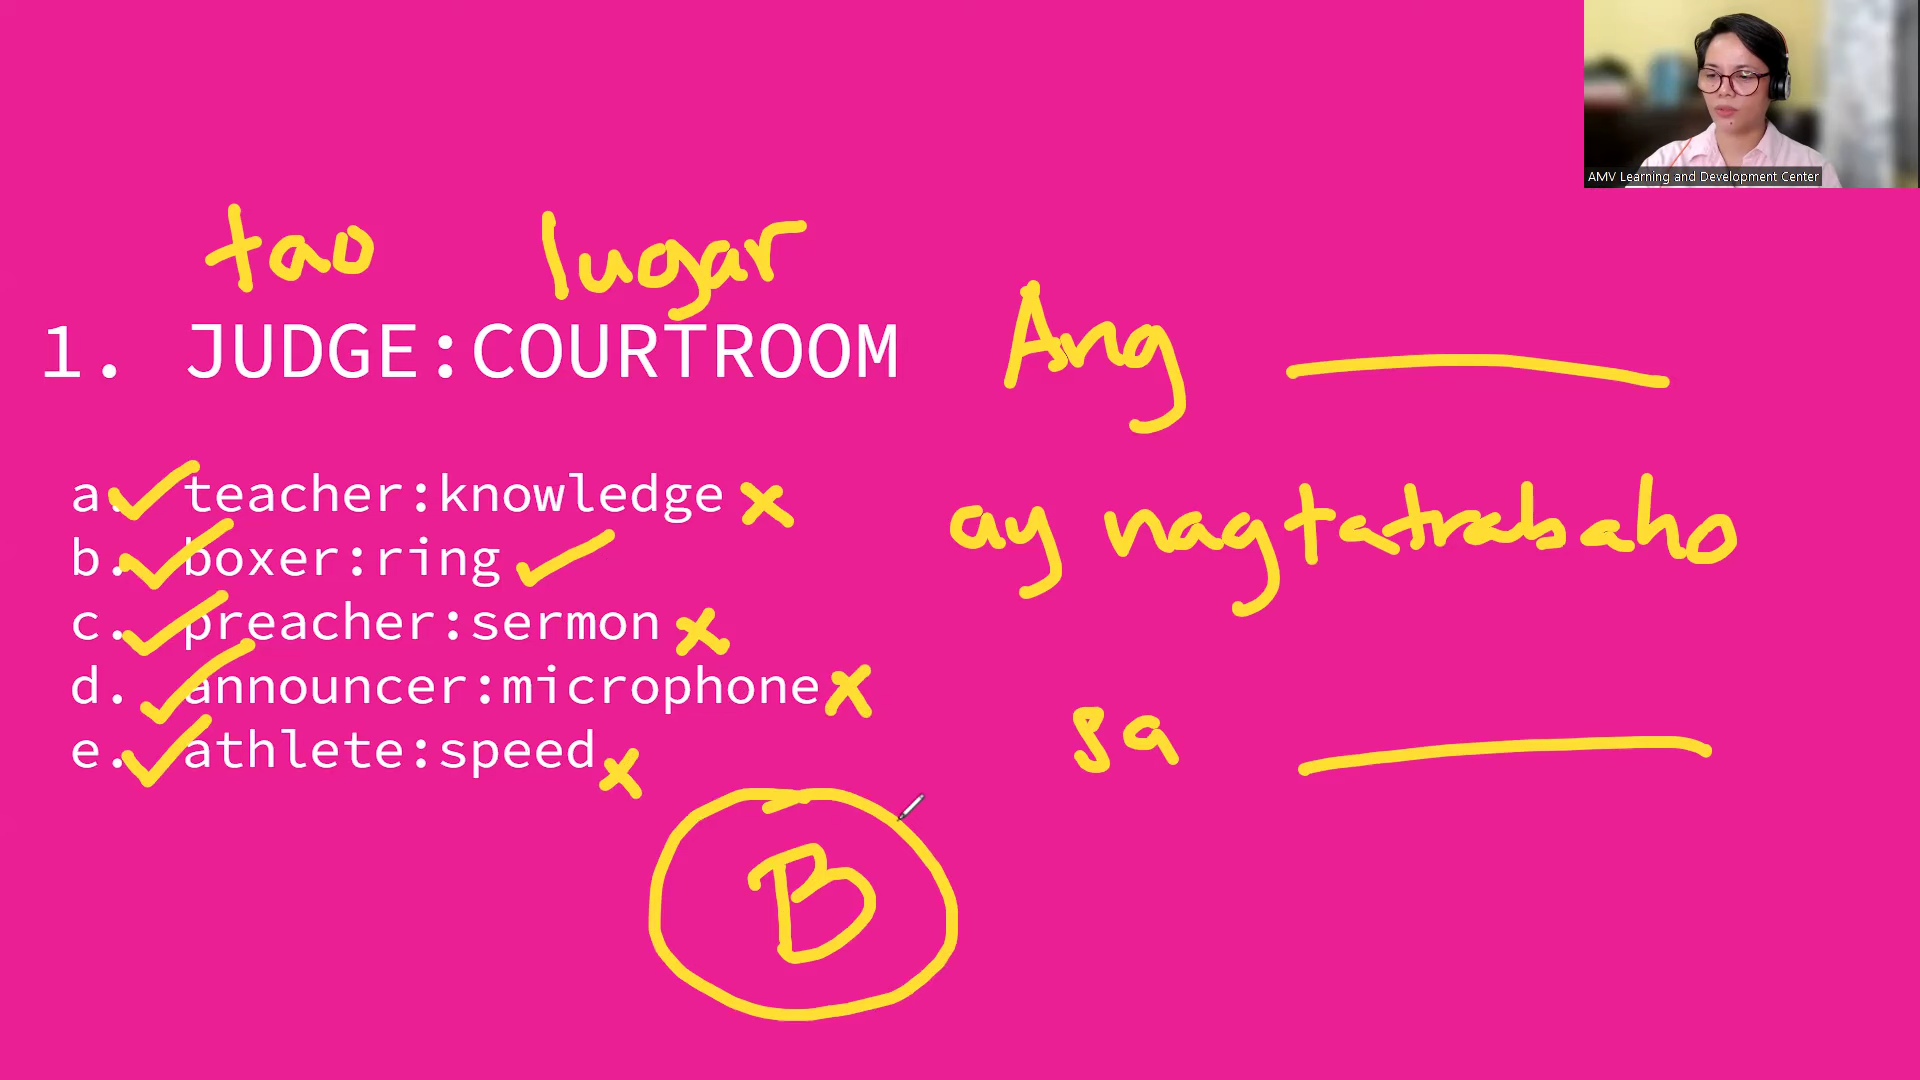 AMV Learning and Development Center
tao lugar
1. JUDGE:COURTROOM
a. teacher:knowledge
b. boxer:ring
c. preacher:sermon
d. announcer:microphone
e. athlete:speed
B
Ang
ay nagtatrabaho
sa